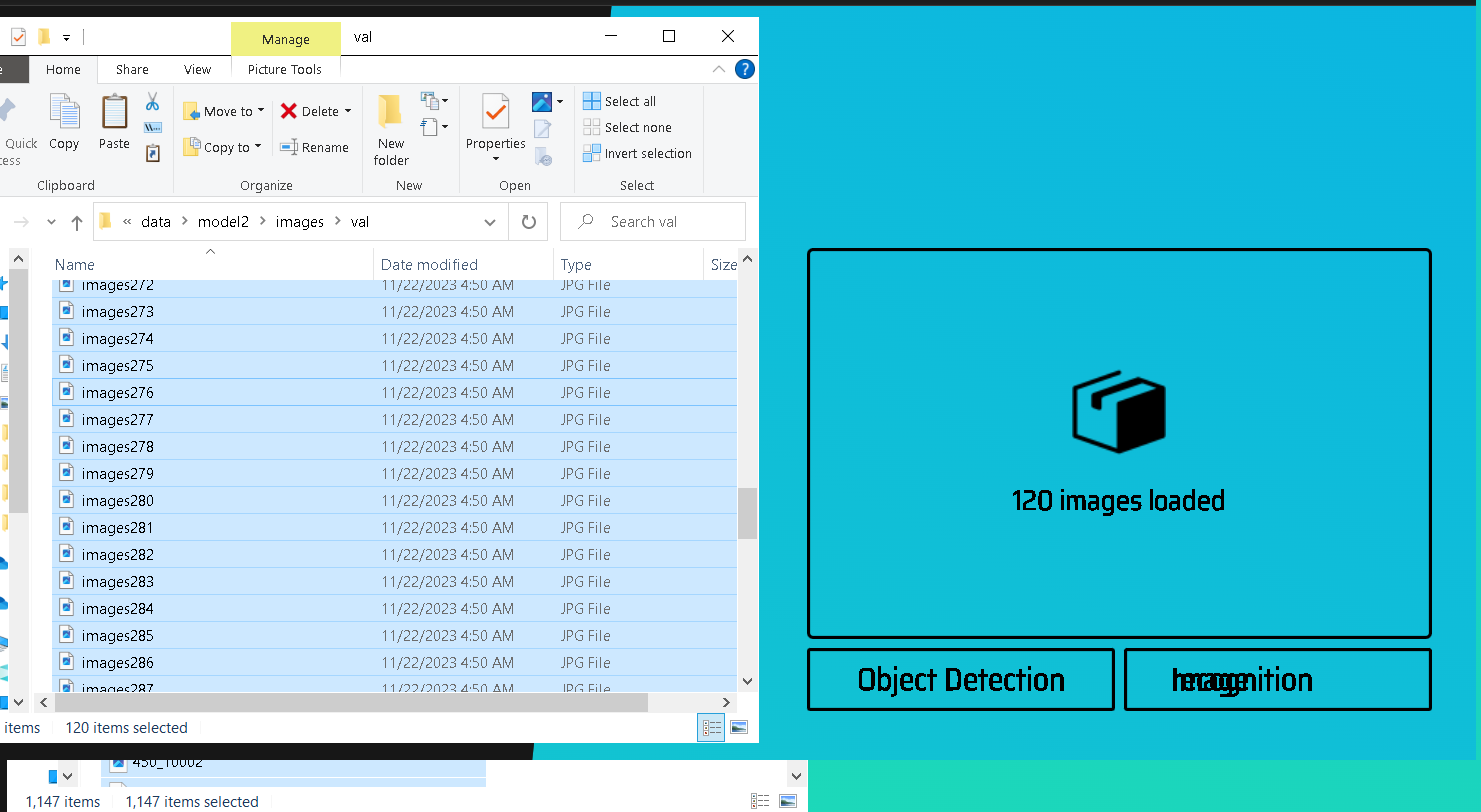 Manage
val
Home
Share
View
Picture Tools
Quick
Copy
Paste
Clipboard
Move to
Copy to
Delete
Rename
Organize
New
folder
New
Properties
Open
Select all
Select none
Invert selection
Select
« data > model2 > images > val
Search val
Name Date modified Type Size
images272 11/22/2023 4:50 AM JPG File
images273 11/22/2023 4:50 AM JPG File
images274 11/22/2023 4:50 AM JPG File
images275 11/22/2023 4:50 AM JPG File
images276 11/22/2023 4:50 AM JPG File
images277 11/22/2023 4:50 AM JPG File
images278 11/22/2023 4:50 AM JPG File
images279 11/22/2023 4:50 AM JPG File
images280 11/22/2023 4:50 AM JPG File
images281 11/22/2023 4:50 AM JPG File
images282 11/22/2023 4:50 AM JPG File
images283 11/22/2023 4:50 AM JPG File
images284 11/22/2023 4:50 AM JPG File
images285 11/22/2023 4:50 AM JPG File
images286 11/22/2023 4:50 AM JPG File
images287 11/22/2023 4:50 AM JPG File
items 120 items selected
120 images loaded
Object Detection
450_10002
1,147 items 1,147 items selected